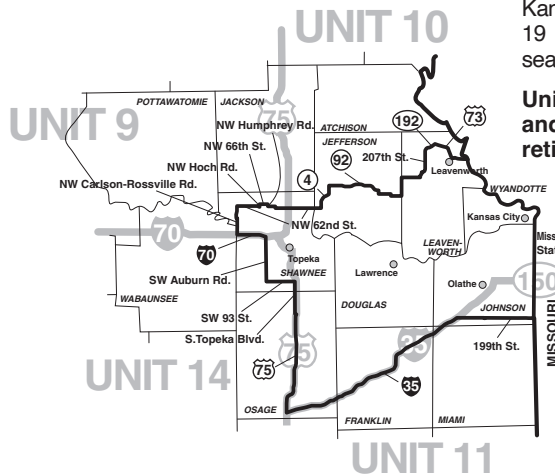 UNIT 10
Kan
19
sea
Uni
and
reti
UNIT 9
POTTAWATOMIE
JACKSON
75
73
192
NW Humphrey Rd.
ATCHISON
JEFFERSON
NW 66th St.
92
207th St.
NW Hoch Rd.
Leavenworth
4
NW Carlson-Rossville Rd.
WYANDOTTE
Kansas City
NW 62nd St.
70
Miss
Stat
70
Topeka
LEAVEN-
WORTH
SHAWNEE
Lawrence
SW Auburn Rd.
Olathe
150
WABAUNSEE
DOUGLAS
JOHNSON
SW 93 St.
MISSOURI
S.Topeka Blvd.
199th St.
75
35
UNIT 14
75
35
OSAGE
FRANKLIN
MIAMI
UNIT 11